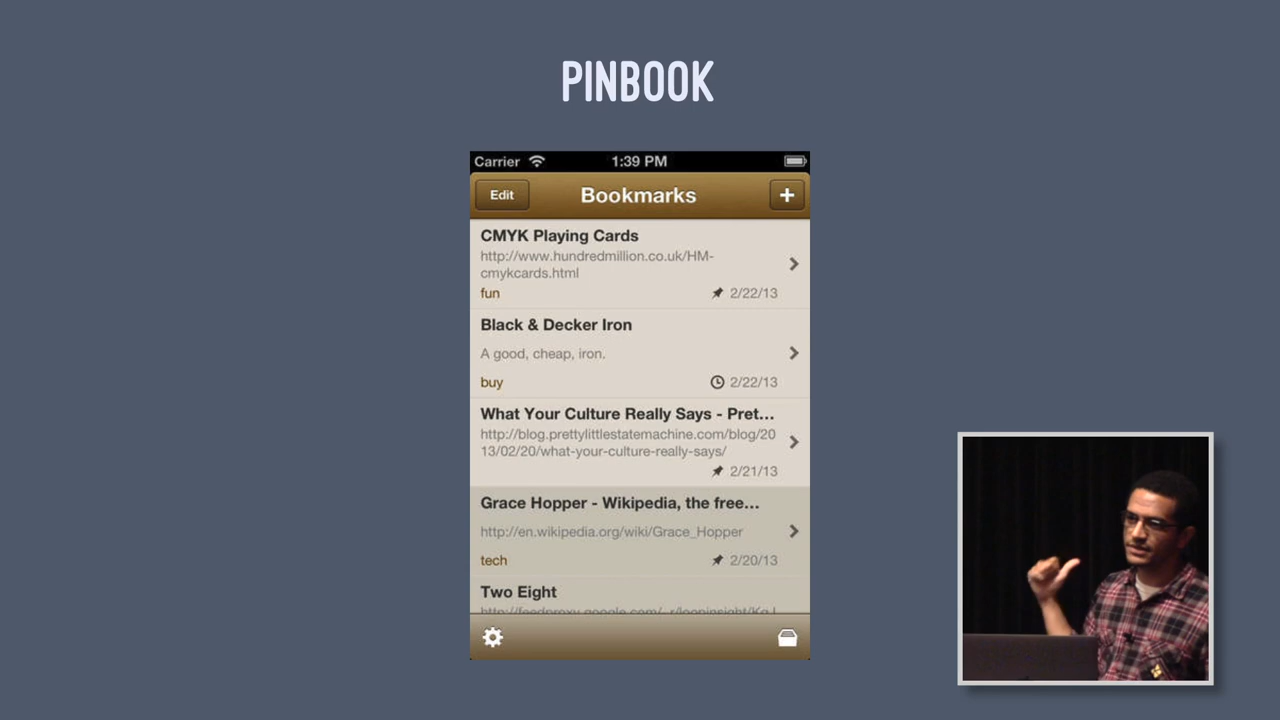 PINBOOK
Carrier 1:39 PM
Edit Bookmarks +
CMYK Playing Cards
http://www.hundredmillion.co.uk/HM-
cmykcards.html
fun 2/22/13
Black & Decker Iron
A good, cheap, iron.
buy 2/22/13
What Your Culture Really Says - Pret...
http://blog.prettylittlestatemachine.com/blog/20
13/02/20/what-your-culture-really-says/
2/21/13
Grace Hopper - Wikipedia, the free...
http://en.wikipedia.org/wiki/Grace_Hopper
tech 2/20/13
Two Eight